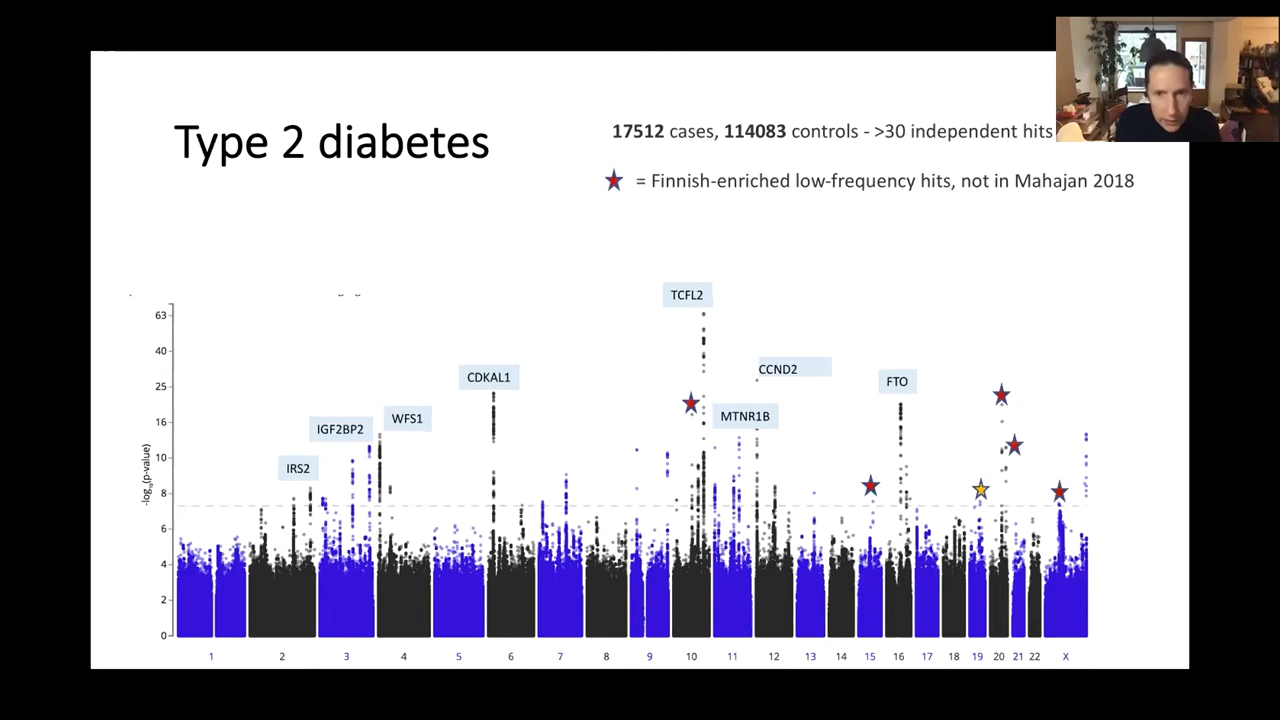 Type 2 diabetes
17512 cases, 114083 controls - >30 independent hits
= Finnish-enriched low-frequency hits, not in Mahajan 2018
TCFL2
CDKAL1
CCND2
FTO
WFS1
MTNR1B
IGF2BP2
IRS2
-log₁₀(p-value)
63
40
25
16
10
8
6
4
2
0
1 2 3 4 5 6 7 8 9 10 11 12 13 14 15 16 17 18 19 20 21 22 X